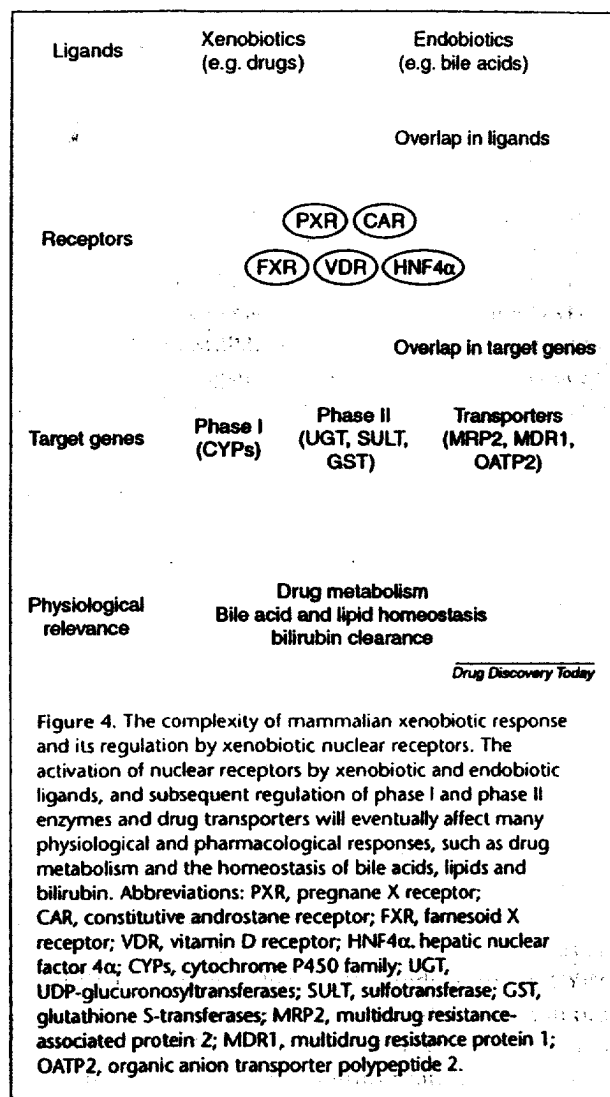 Ligands
Xenobiotics
(e.g. drugs)
Endobiotics
(e.g. bile acids)
Overlap in ligands
Receptors
PXR CAR
FXR VDR HNF4α
Overlap in target genes
Target genes
Phase I
(CYPs)
Phase II
(UGT, SULT,
GST)
Transporters
(MRP2, MDR1,
OATP2)
Physiological
relevance
Drug metabolism
Bile acid and lipid homeostasis
bilirubin clearance
Drug Discovery Today
Figure 4. The complexity of mammalian xenobiotic response
and its regulation by xenobiotic nuclear receptors. The
activation of nuclear receptors by xenobiotic and endobiotic
ligands, and subsequent regulation of phase I and phase II
enzymes and drug transporters will eventually affect many
physiological and pharmacological responses, such as drug
metabolism and the homeostasis of bile acids, lipids and
bilirubin. Abbreviations: PXR, pregnane X receptor;
CAR, constitutive androstane receptor; FXR, farnesoid X
receptor; VDR, vitamin D receptor; HNF4α. hepatic nuclear
factor 4α; CYPs, cytochrome P450 family; UGT,
UDP-glucuronosyltransferases; SULT, sulfotransferase; GST,
glutathione S-transferases; MRP2, multidrug resistance-
associated protein 2; MDR1, multidrug resistance protein 1;
OATP2, organic anion transporter polypeptide 2.